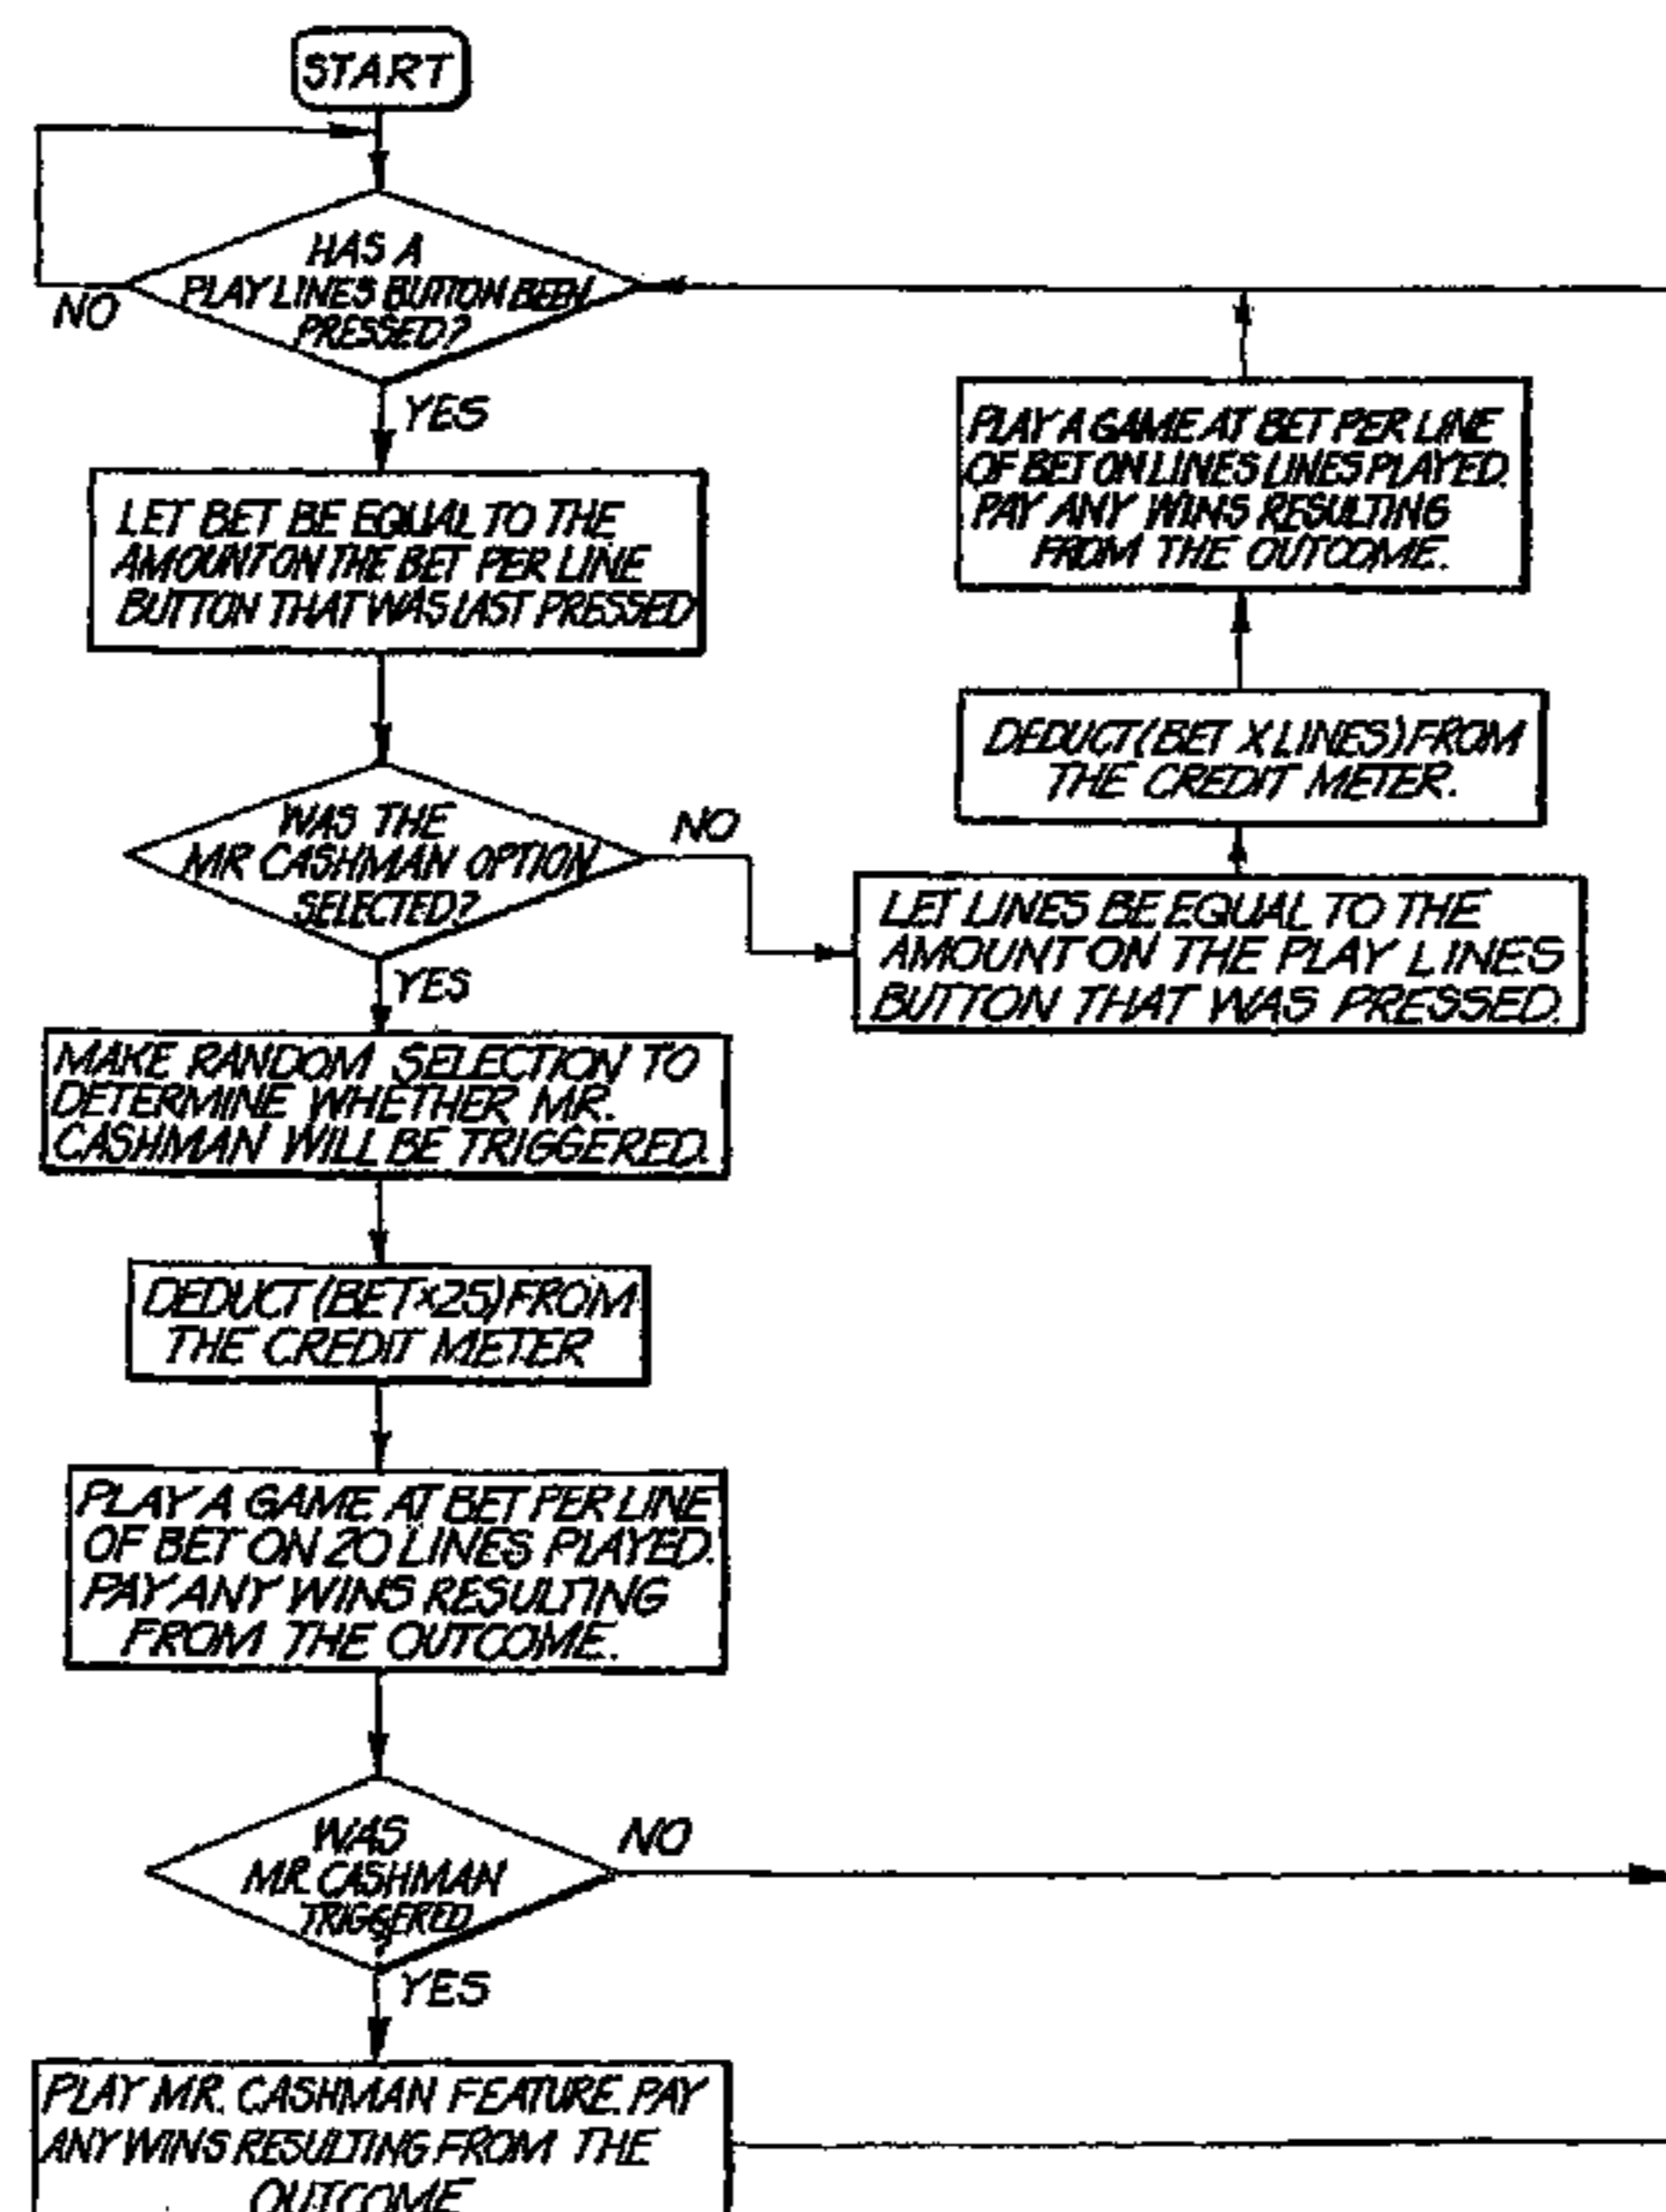 START
HAS A
PLAY LINES BUTTON BEEN
PRESSED?
NO
YES
LET BET BE EQUAL TO THE
AMOUNT ON THE BET PER LINE
BUTTON THAT WAS LAST PRESSED
WAS THE
MR CASHMAN OPTION
SELECTED?
NO
YES
PLAY A GAME AT BET PER LINE
OF BET ON LINES LINES PLAYED.
PAY ANY WINS RESULTING
FROM THE OUTCOME.
DEDUCT (BET X LINES) FROM
THE CREDIT METER.
LET LINES BE EQUAL TO THE
AMOUNT ON THE PLAY LINES
BUTTON THAT WAS PRESSED.
MAKE RANDOM SELECTION TO
DETERMINE WHETHER MR.
CASHMAN WILL BE TRIGGERED.
DEDUCT (BET x25) FROM
THE CREDIT METER
PLAY A GAME AT BET PER LINE
OF BET ON 20 LINES PLAYED.
PAY ANY WINS RESULTING
FROM THE OUTCOME.
WAS
MR. CASHMAN
TRIGGERED
NO
YES
PLAY MR. CASHMAN FEATURE. PAY
ANY WINS RESULTING FROM THE
OUTCOME